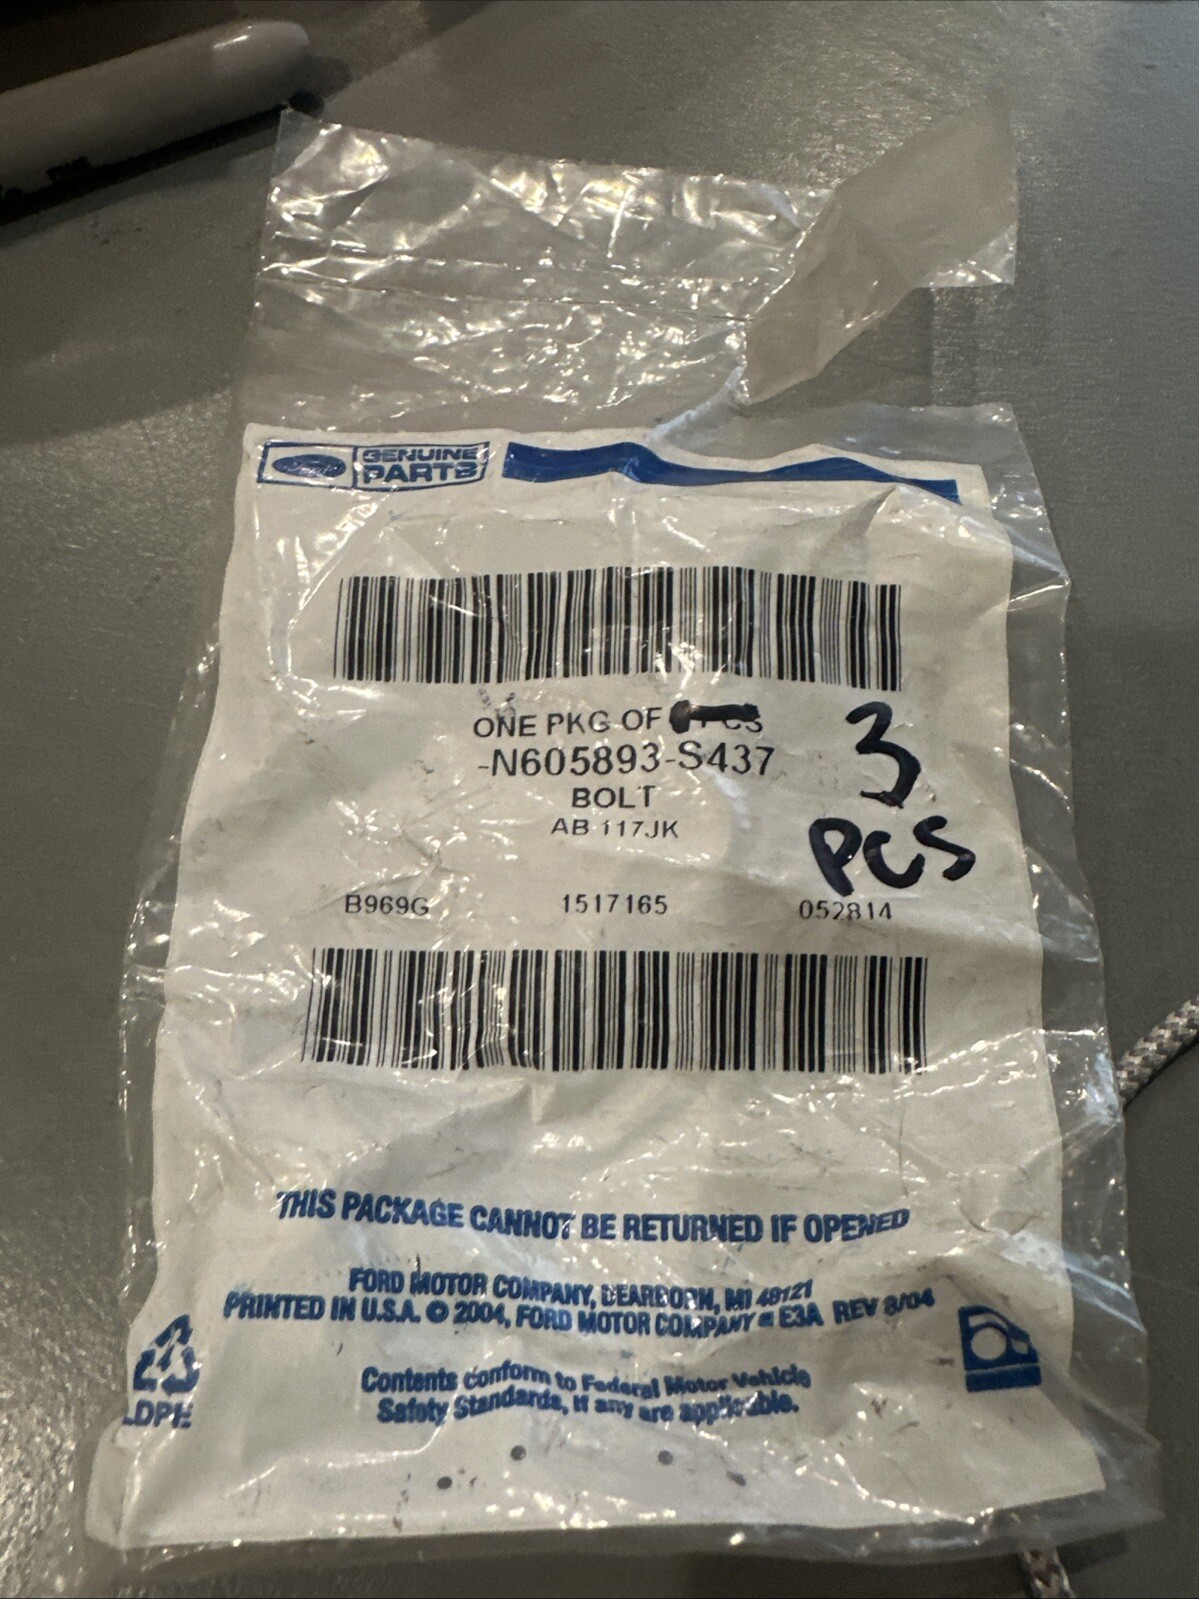 Ford
GENUINE
PARTS
ONE PKG OF PCS
-N605893-S437
BOLT
AB 117JK
3
PCS
B969G 1517165 052814
THIS PACKAGE CANNOT BE RETURNED IF OPENED
FORD MOTOR COMPANY, DEARBORN, MI 48121
PRINTED IN U.S.A. © 2004, FORD MOTOR COMPANY E3A REV 8/04
Contents conform to Federal Motor Vehicle
Safety Standards, if any are applicable.
LDPE